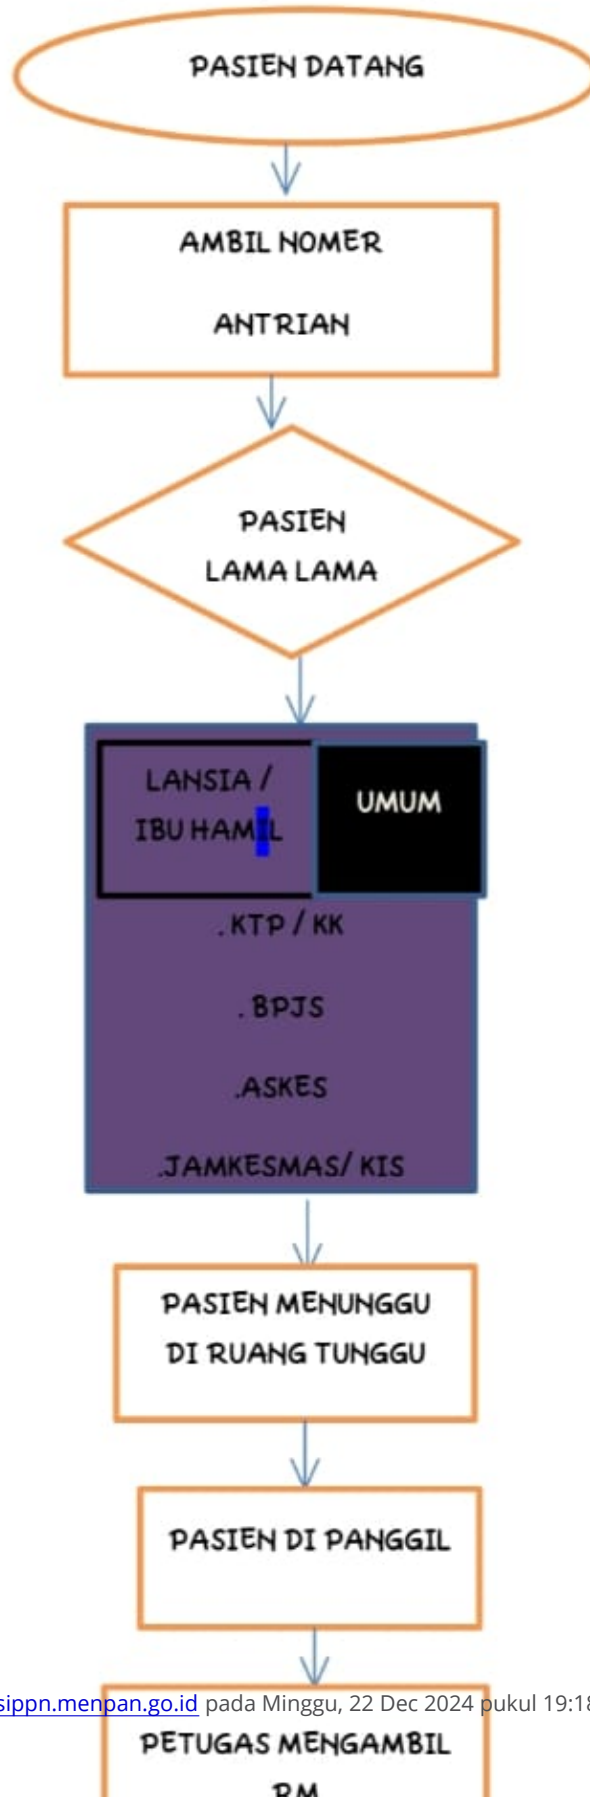 PASIEN DATANG
AMBIL NOMER
ANTRIAN
PASIEN
LAMA LAMA
LANSIA /
IBU HAMIL
UMUM
. KTP / KK
. BPJS
.ASKES
.JAMKESMAS/ KIS
PASIEN MENUNGGU
DI RUANG TUNGGU
PASIEN DI PANGGIL
sippn.menpan.go.id pada Minggu, 22 Dec 2024 pukul 19:18
PETUGAS MENGAMBIL
RM